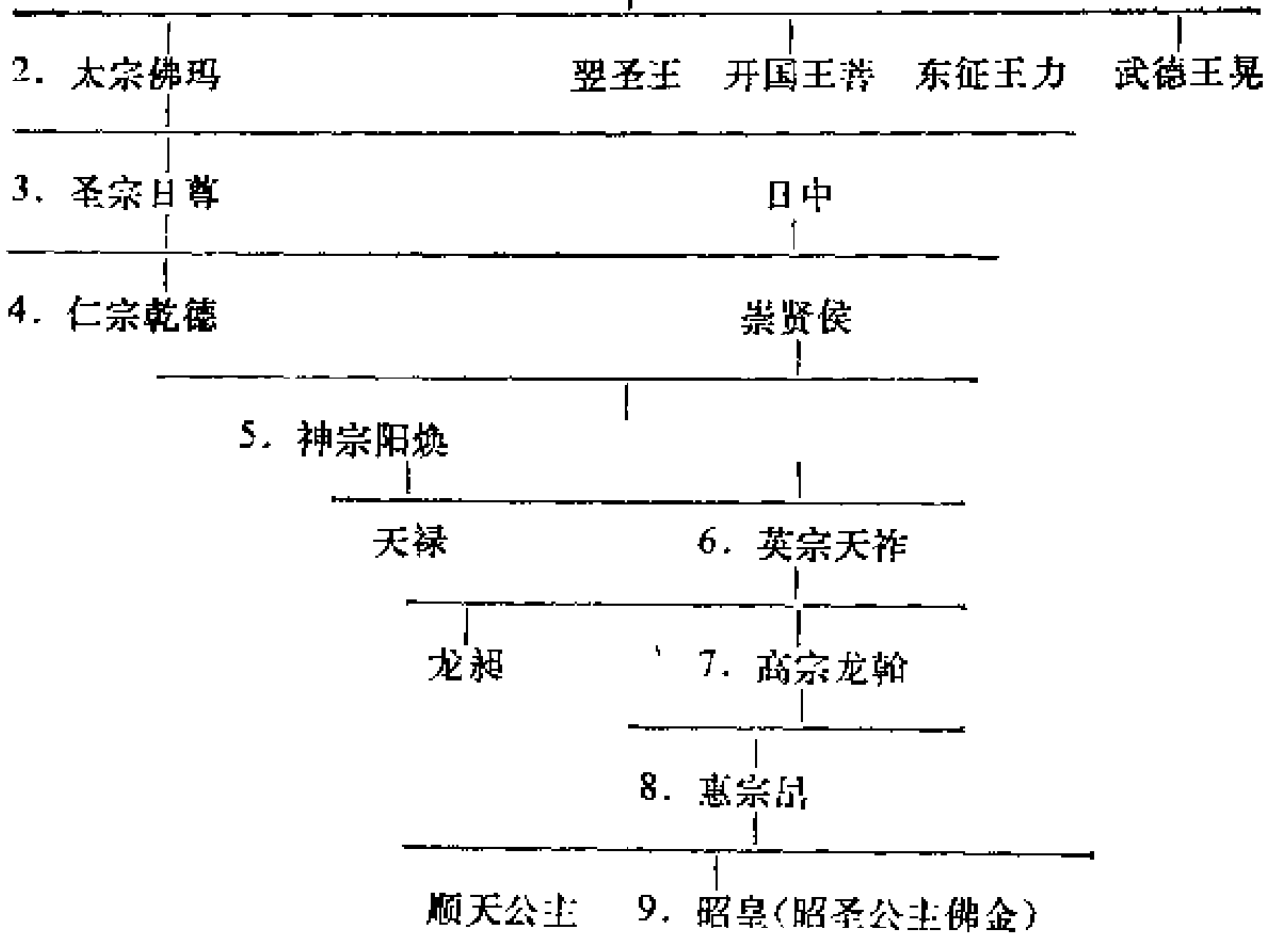 2. 太宗佛玛 翌圣王 开国王菩 东征王力 武德王晃
3. 圣宗日尊 日中
4. 仁宗乾德 崇贤侯
5. 神宗阳焕
天禄 6. 英宗天祚
龙昶 7. 高宗龙翰
8. 惠宗旵
顺天公主 9. 昭皇(昭圣公主佛金)